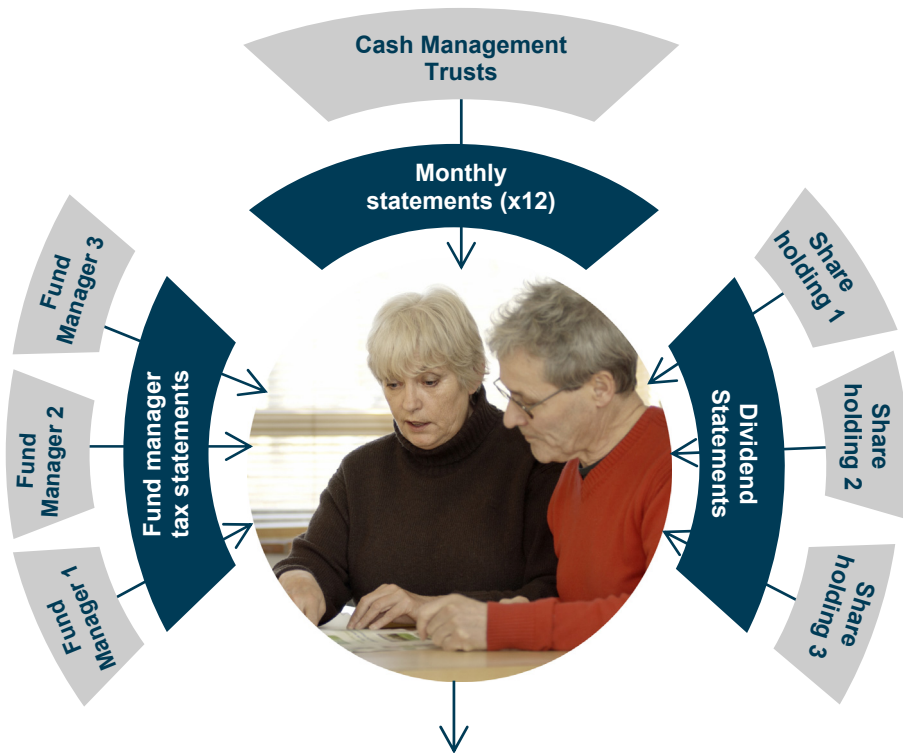 Cash Management
Trusts
Monthly
statements (x12)
Fund
Manager 3
Fund
Manager 2
Fund
Manager 1
Fund manager
tax statements
Dividend
Statements
Share
holding 1
Share
holding 2
Share
holding 3